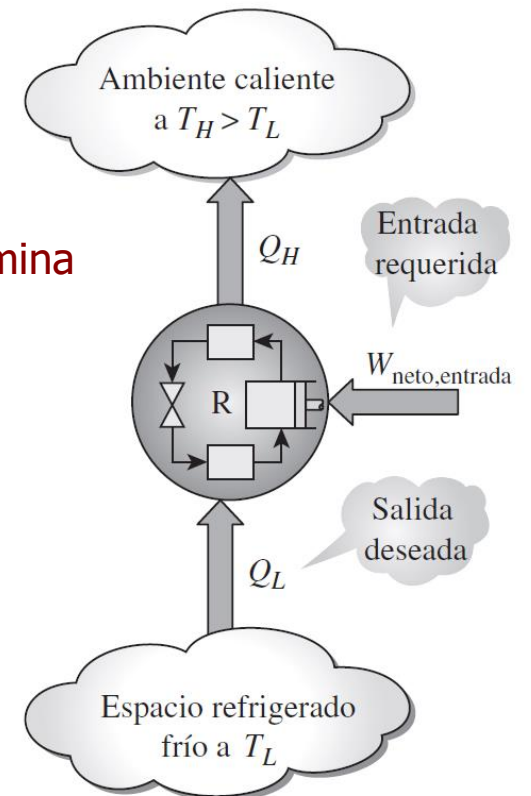 Ambiente caliente
a T_H > T_L
mina
Q_H
Entrada
requerida
W_neto,entrada
R
Salida
deseada
Q_L
Espacio refrigerado
frío a T_L